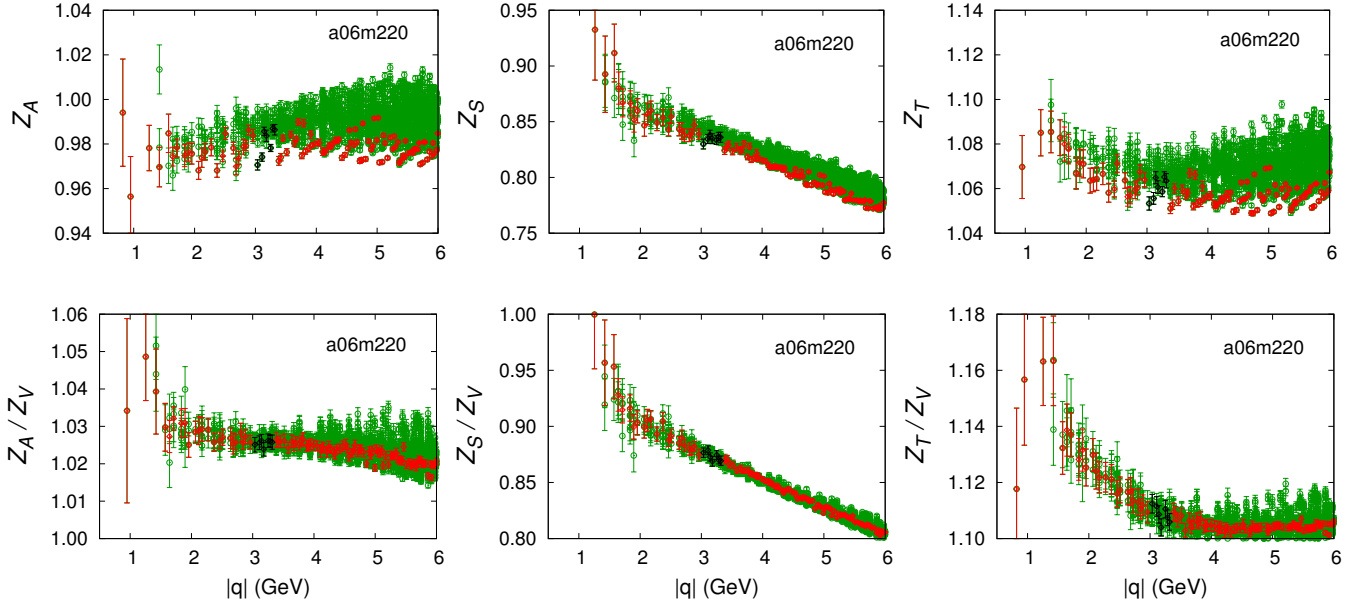 1.04
1.02
1.00
0.98
0.96
0.94
Z_A
a06m220
1 2 3 4 5 6
0.95
0.90
0.85
0.80
0.75
Z_S
a06m220
1 2 3 4 5 6
1.14
1.12
1.10
1.08
1.06
1.04
Z_T
a06m220
1 2 3 4 5 6
1.06
1.05
1.04
1.03
1.02
1.01
1.00
Z_A / Z_V
a06m220
1 2 3 4 5 6
|q| (GeV)
1.00
0.95
0.90
0.85
0.80
Z_S / Z_V
a06m220
1 2 3 4 5 6
|q| (GeV)
1.18
1.16
1.14
1.12
1.10
Z_T / Z_V
a06m220
1 2 3 4 5 6
|q| (GeV)